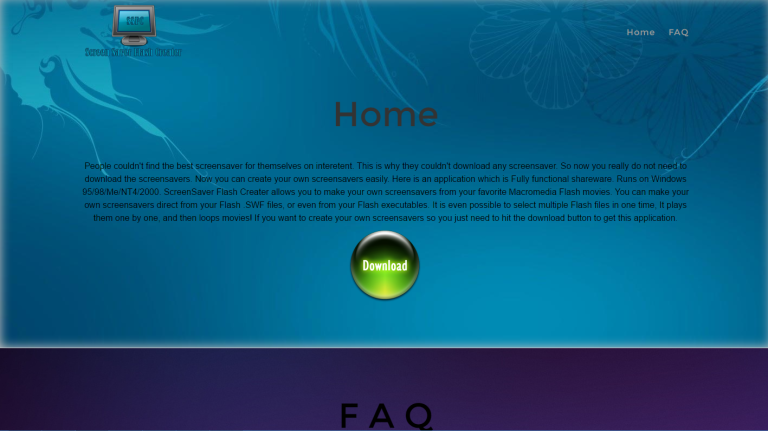 Home FAQ
Home
People couldn't find the best screensaver for themselves on interetent. This is why they couldn't download any screensaver. So now you really do not need to
download the screensavers. Now you can create your own screensavers easily. Here is an application which is Fully functional shareware. Runs on Windows
95/98/Me/NT4/2000. ScreenSaver Flash Creater allows you to make your own screensavers from your favorite Macromedia Flash movies. You can make your
own screensavers direct from your Flash .SWF files, or even from your Flash executables. It is even possible to select multiple Flash files in one time. It plays
them one by one, and then loops movies! If you want to create your own screensavers so you just need to hit the download button to get this application.
Download
FAQ